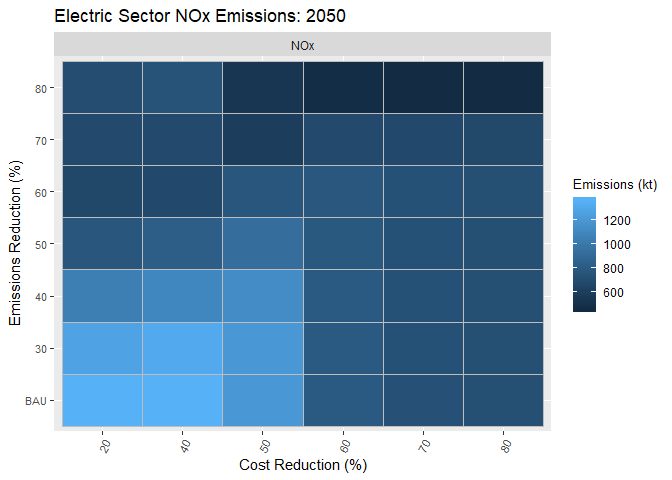 Electric Sector NOx Emissions: 2050
NOx
Emissions Reduction (%)
80
70
60
50
40
30
BAU
20
40
50
60
70
80
Cost Reduction (%)
Emissions (kt)
1200
1000
800
600